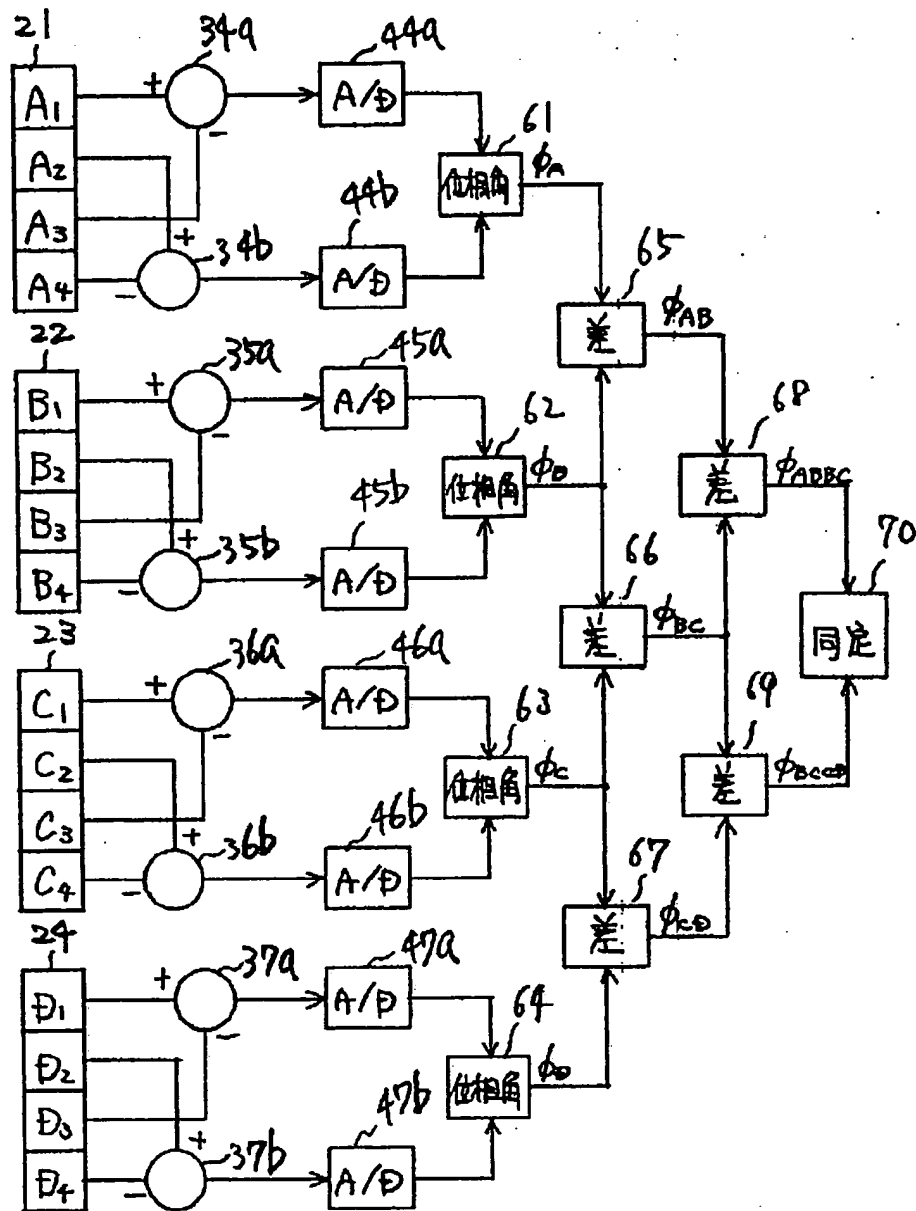 21
A1
A2
A3
A4
34a
+
−
34b
+
−
44a
A/D
44b
A/D
61
位相角
ϕA
22
B1
B2
B3
B4
35a
+
−
35b
+
−
45a
A/D
45b
A/D
62
位相角
ϕB
65
差
ϕAB
23
C1
C2
C3
C4
36a
+
−
36b
+
−
46a
A/D
46b
A/D
63
位相角
ϕC
66
差
ϕBC
68
差
ϕABBC
24
D1
D2
D3
D4
37a
+
−
37b
+
−
47a
A/D
47b
A/D
64
位相角
ϕD
67
差
ϕCD
69
差
ϕBCCD
70
同定